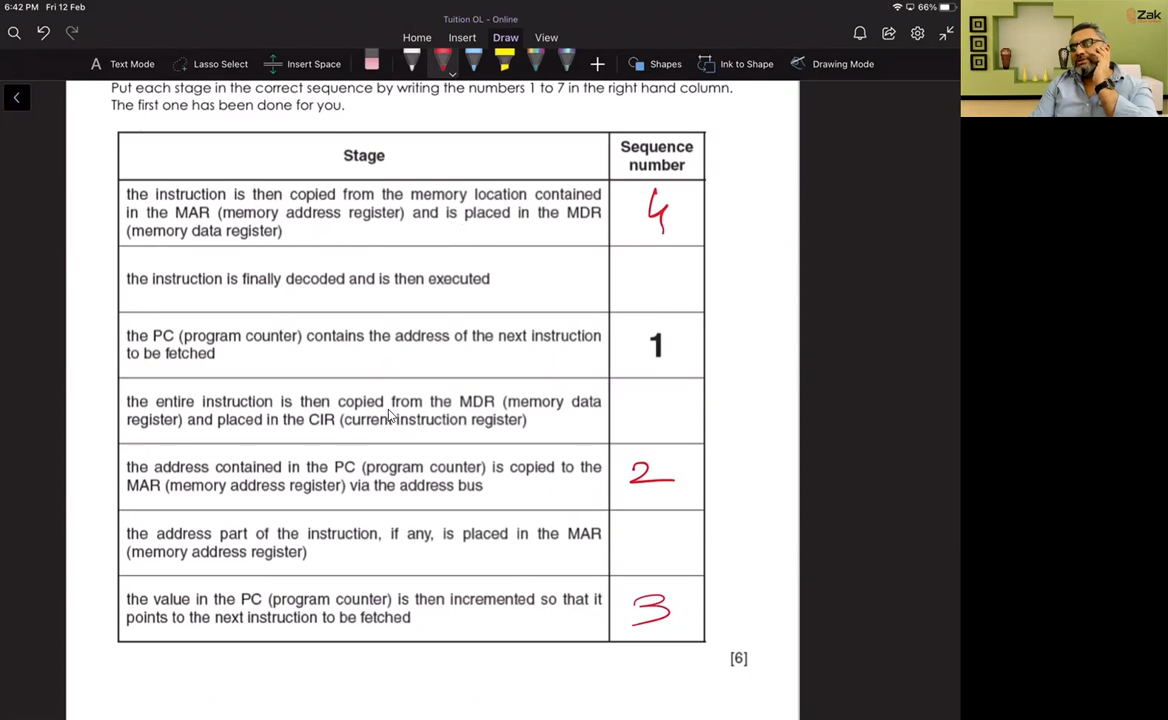 6:42 PM Fri 12 Feb
66%
Tuition OL - Online
Home Insert Draw View
Text Mode Lasso Select Insert Space Shapes Ink to Shape Drawing Mode
Zak
Put each stage in the correct sequence by writing the numbers 1 to 7 in the right hand column.
The first one has been done for you.
Stage
Sequence
number
the instruction is then copied from the memory location contained
in the MAR (memory address register) and is placed in the MDR
(memory data register)
4
the instruction is finally decoded and is then executed
the PC (program counter) contains the address of the next instruction
to be fetched
1
the entire instruction is then copied from the MDR (memory data
register) and placed in the CIR (current instruction register)
the address contained in the PC (program counter) is copied to the
MAR (memory address register) via the address bus
2
the address part of the instruction, if any, is placed in the MAR
(memory address register)
the value in the PC (program counter) is then incremented so that it
points to the next instruction to be fetched
3
[6]